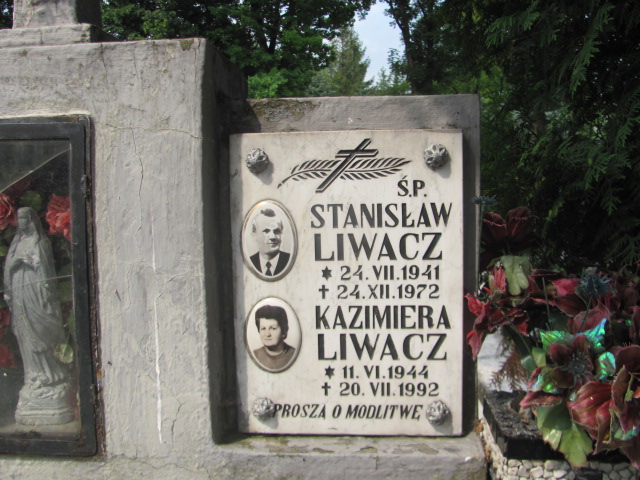 Ś.P.
STANISŁAW
LIWACZ
✶ 24.VII.1941
✝ 24.XII.1972
KAZIMIERA
LIWACZ
✶ 11.VI.1944
✝ 20.VII.1992
PROSZĄ O MODLITWĘ